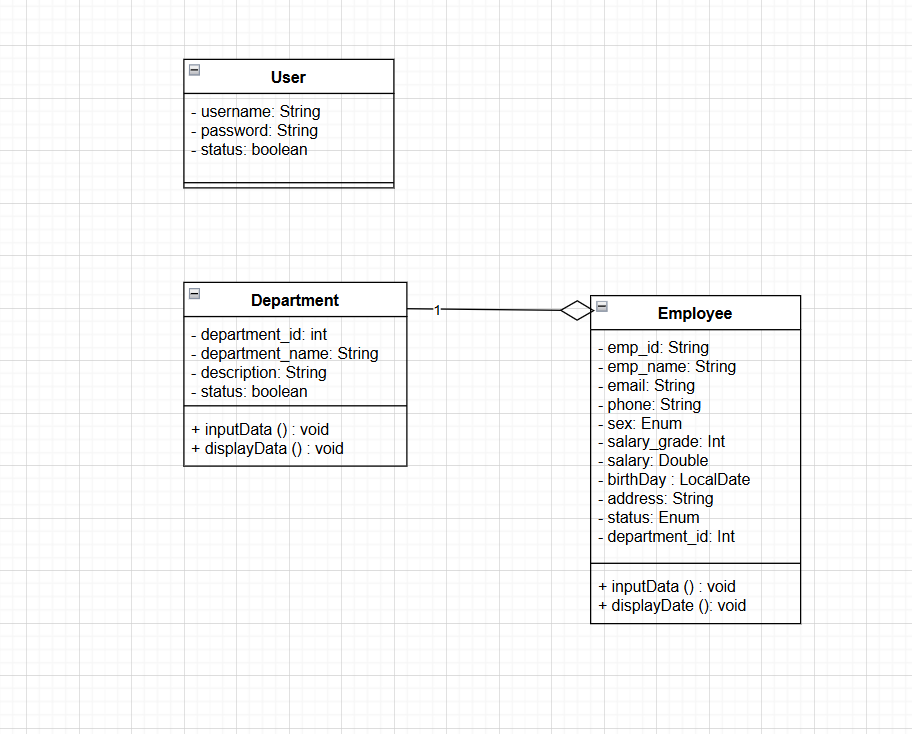 User
- username: String
- password: String
- status: boolean
Department
- department_id: int
- department_name: String
- description: String
- status: boolean
+ inputData () : void
+ displayData () : void
1
Employee
- emp_id: String
- emp_name: String
- email: String
- phone: String
- sex: Enum
- salary_grade: Int
- salary: Double
- birthDay : LocalDate
- address: String
- status: Enum
- department_id: Int
+ inputData () : void
+ displayDate (): void